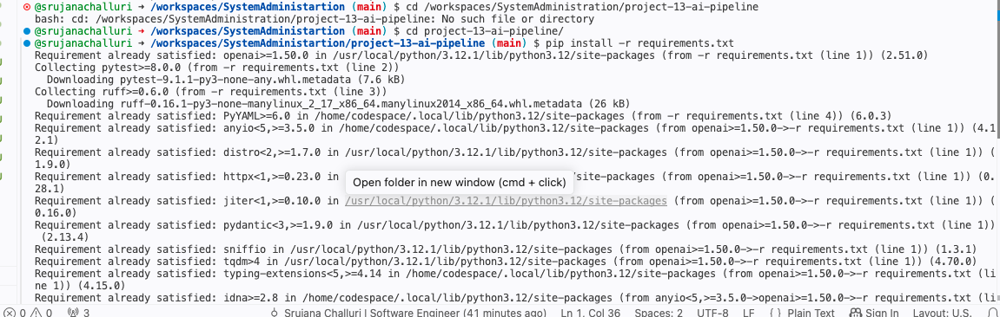 @srujanachalluri → /workspaces/SystemAdministartion (main) $ cd /workspaces/SystemAdministration/project-13-ai-pipeline
bash: cd: /workspaces/SystemAdministration/project-13-ai-pipeline: No such file or directory
@srujanachalluri → /workspaces/SystemAdministartion (main) $ cd project-13-ai-pipeline/
@srujanachalluri → /workspaces/SystemAdministartion/project-13-ai-pipeline (main) $ pip install -r requirements.txt
Requirement already satisfied: openai>=1.50.0 in /usr/local/python/3.12.1/lib/python3.12/site-packages (from -r requirements.txt (line 1)) (2.51.0)
Collecting pytest>=8.0.0 (from -r requirements.txt (line 2))
  Downloading pytest-9.1.1-py3-none-any.whl.metadata (7.6 kB)
Collecting ruff>=0.6.0 (from -r requirements.txt (line 3))
  Downloading ruff-0.16.1-py3-none-manylinux_2_17_x86_64.manylinux2014_x86_64.whl.metadata (26 kB)
Requirement already satisfied: PyYAML>=6.0 in /home/codespace/.local/lib/python3.12/site-packages (from -r requirements.txt (line 4)) (6.0.3)
Requirement already satisfied: anyio<5,>=3.5.0 in /home/codespace/.local/lib/python3.12/site-packages (from openai>=1.50.0->-r requirements.txt (line 1)) (4.1
2.1)
Requirement already satisfied: distro<2,>=1.7.0 in /usr/local/python/3.12.1/lib/python3.12/site-packages (from openai>=1.50.0->-r requirements.txt (line 1)) (
1.9.0)
Requirement already satisfied: httpx<1,>=0.23.0 in /site-packages (from openai>=1.50.0->-r requirements.txt (line 1)) (0.
28.1)
Open folder in new window (cmd + click)
Requirement already satisfied: jiter<1,>=0.10.0 in /usr/local/python/3.12.1/lib/python3.12/site-packages (from openai>=1.50.0->-r requirements.txt (line 1)) (
0.16.0)
Requirement already satisfied: pydantic<3,>=1.9.0 in /usr/local/python/3.12.1/lib/python3.12/site-packages (from openai>=1.50.0->-r requirements.txt (line 1))
 (2.13.4)
Requirement already satisfied: sniffio in /usr/local/python/3.12.1/lib/python3.12/site-packages (from openai>=1.50.0->-r requirements.txt (line 1)) (1.3.1)
Requirement already satisfied: tqdm>4 in /usr/local/python/3.12.1/lib/python3.12/site-packages (from openai>=1.50.0->-r requirements.txt (line 1)) (4.70.0)
Requirement already satisfied: typing-extensions<5,>=4.14 in /home/codespace/.local/lib/python3.12/site-packages (from openai>=1.50.0->-r requirements.txt (li
ne 1)) (4.15.0)
Requirement already satisfied: idna>=2.8 in /home/codespace/.local/lib/python3.12/site-packages (from anyio<5,>=3.5.0->openai>=1.50.0->-r requirements.txt (li
0 0 3 Srujana Challuri | Software Engineer (41 minutes ago) Ln 1, Col 36 Spaces: 2 UTF-8 LF { } Plain Text Sign In Layout: U.S.